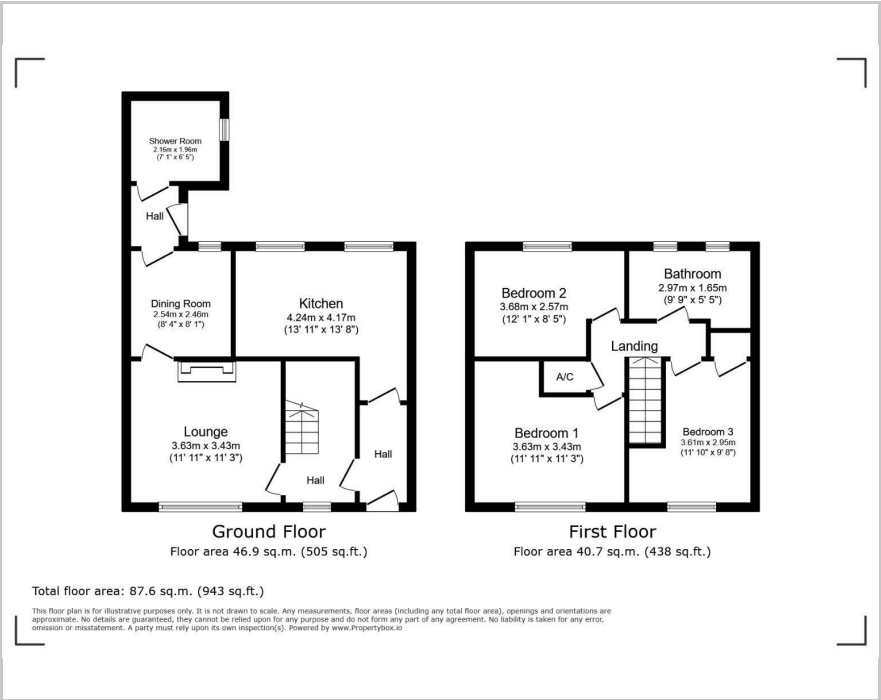 Shower Room
2.16m x 1.96m
(7' 1" x 6' 5")
Hall
Dining Room
2.54m x 2.46m
(8' 4" x 8' 1")
Kitchen
4.24m x 4.17m
(13' 11" x 13' 8")
Lounge
3.63m x 3.43m
(11' 11" x 11' 3")
Hall
Hall
Ground Floor
Floor area 46.9 sq.m. (505 sq.ft.)
Bedroom 2
3.68m x 2.57m
(12' 1" x 8' 5")
Bathroom
2.97m x 1.65m
(9' 9" x 5' 5")
Landing
A/C
Bedroom 1
3.63m x 3.43m
(11' 11" x 11' 3")
Bedroom 3
3.61m x 2.95m
(11' 10" x 9' 8")
First Floor
Floor area 40.7 sq.m. (438 sq.ft.)
Total floor area: 87.6 sq.m. (943 sq.ft.)
This floor plan is for illustrative purposes only. It is not drawn to scale. Any measurements, floor areas (including any total floor area), openings and orientations are
approximate. No details are guaranteed, they cannot be relied upon for any purpose and do not form any part of any agreement. No liability is taken for any error,
omission or misstatement. A party must rely upon its own inspection(s). Powered by www.Propertybox.io